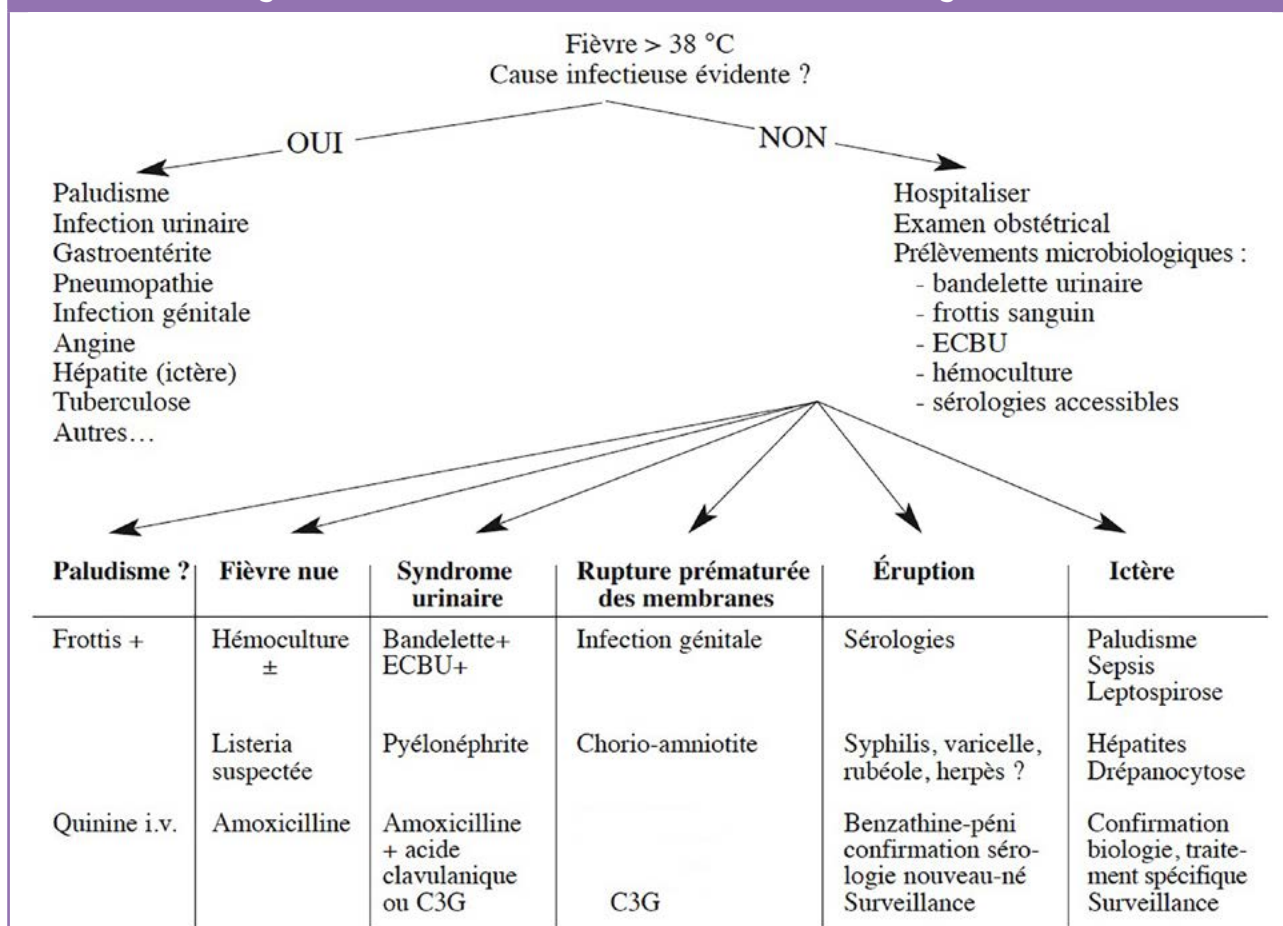 Fièvre > 38 °C
Cause infectieuse évidente ?
OUI
NON
Paludisme
Infection urinaire
Gastroentérite
Pneumopathie
Infection génitale
Angine
Hépatite (ictère)
Tuberculose
Autres…
Hospitaliser
Examen obstétrical
Prélèvements microbiologiques :
- bandelette urinaire
- frottis sanguin
- ECBU
- hémoculture
- sérologies accessibles
Paludisme ?
Frottis +
Quinine i.v.
Fièvre nue
Hémoculture
±
Listeria
suspectée
Amoxicilline
Syndrome
urinaire
Bandelette+
ECBU+
Pyélonéphrite
Amoxicilline
+ acide
clavulanique
ou C3G
Rupture prématurée
des membranes
Infection génitale
Chorio-amniotite
C3G
Éruption
Sérologies
Syphilis, varicelle,
rubéole, herpès ?
Benzathine-péni
confirmation séro-
logie nouveau-né
Surveillance
Ictère
Paludisme
Sepsis
Leptospirose
Hépatites
Drépanocytose
Confirmation
biologie, traite-
ment spécifique
Surveillance